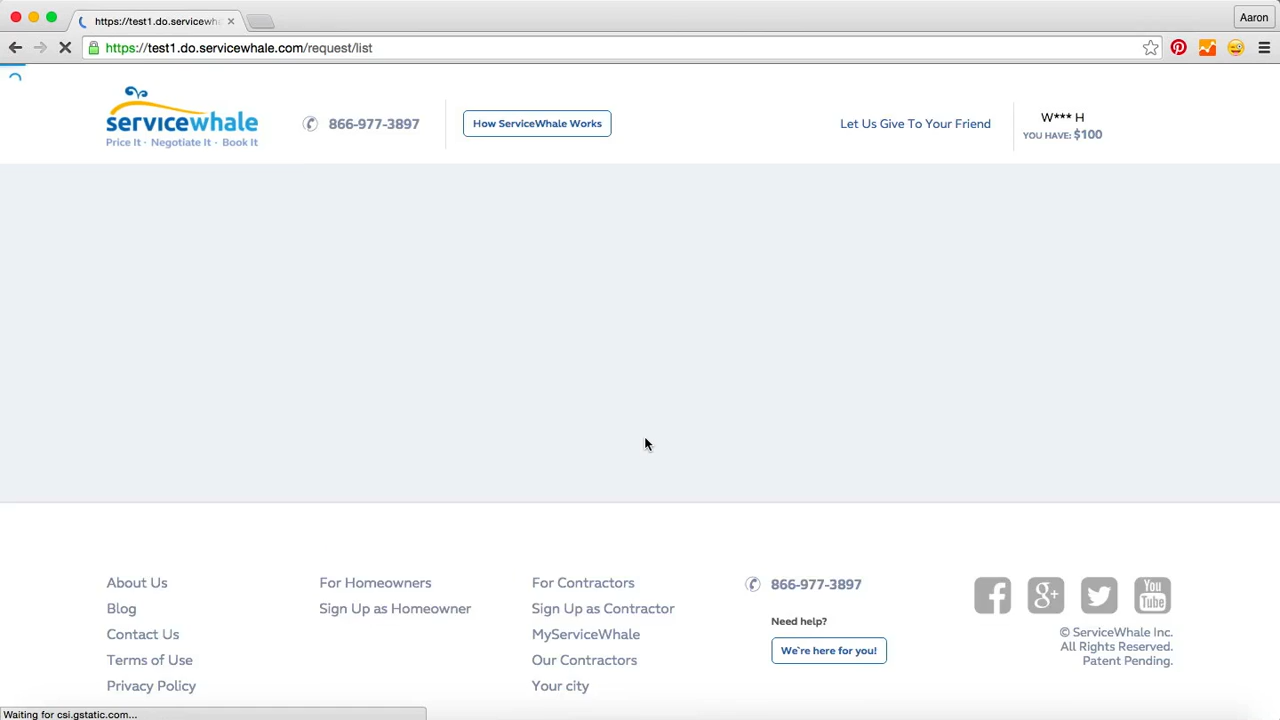 https://test1.do.servicewh
Aaron
https://test1.do.servicewhale.com/request/list
servicewhale
Price It · Negotiate It · Book It
866-977-3897
How ServiceWhale Works
Let Us Give To Your Friend
W*** H
YOU HAVE: $100
About Us
Blog
Contact Us
Terms of Use
Privacy Policy
For Homeowners
Sign Up as Homeowner
For Contractors
Sign Up as Contractor
MyServiceWhale
Our Contractors
Your city
866-977-3897
Need help?
We`re here for you!
You
Tube
© ServiceWhale Inc.
All Rights Reserved.
Patent Pending.
Waiting for csi.gstatic.com...